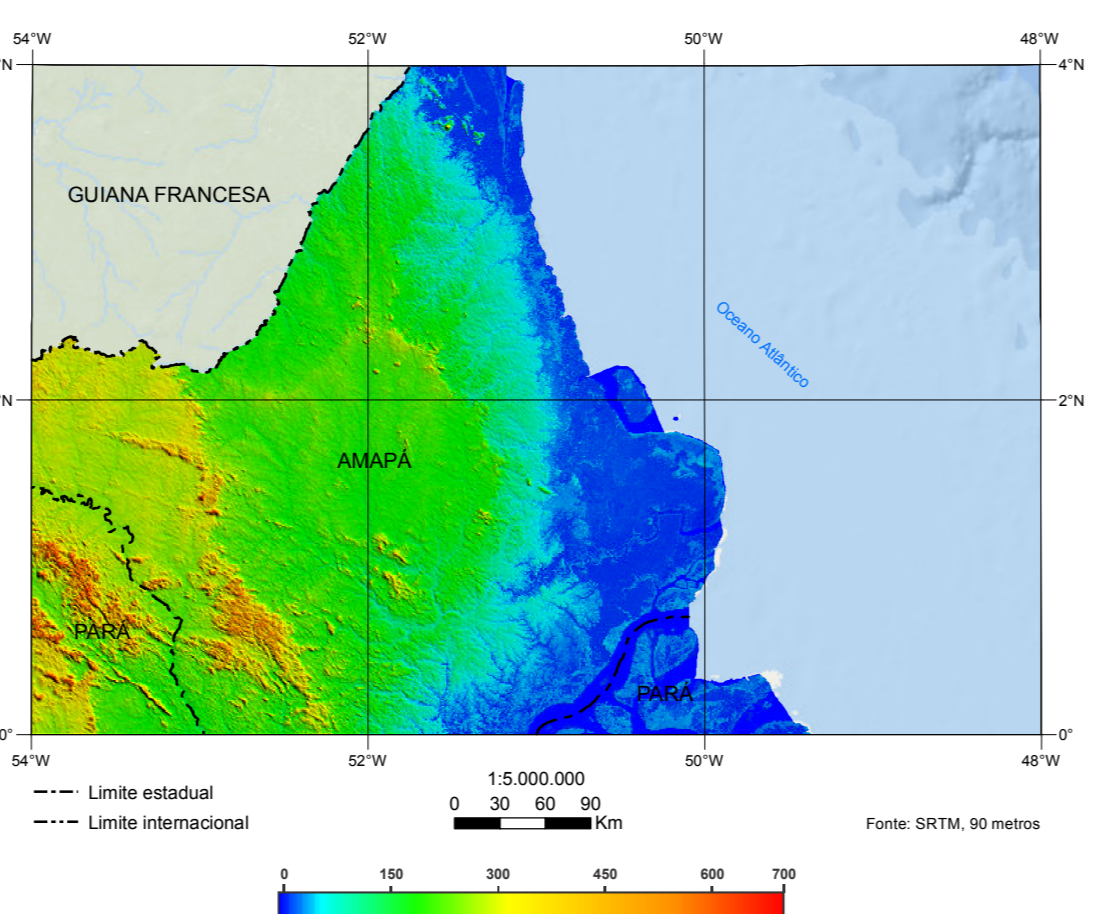 54°W 52°W 50°W 48°W
°N 4°N
GUIANA FRANCESA
Oceano Atlântico
°N 2°N
AMAPÁ
PARÁ
PARÁ
0° 0°
54°W 52°W 50°W 48°W
1:5.000.000
Limite estadual
0 30 60 90
Km
Limite internacional
Fonte: SRTM, 90 metros
0 150 300 450 600 700